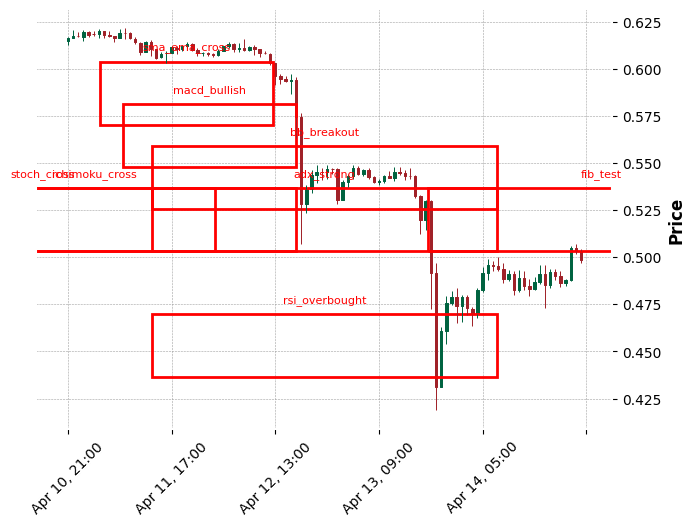 sma_ema_cross
macd_bullish
bb_breakout
stoch_cross
ichimoku_cross
adx_strong
fib_test
rsi_overbought
0.625
0.600
0.575
0.550
0.525
0.500
0.475
0.450
0.425
Price
Apr 10, 21:00
Apr 11, 17:00
Apr 12, 13:00
Apr 13, 09:00
Apr 14, 05:00